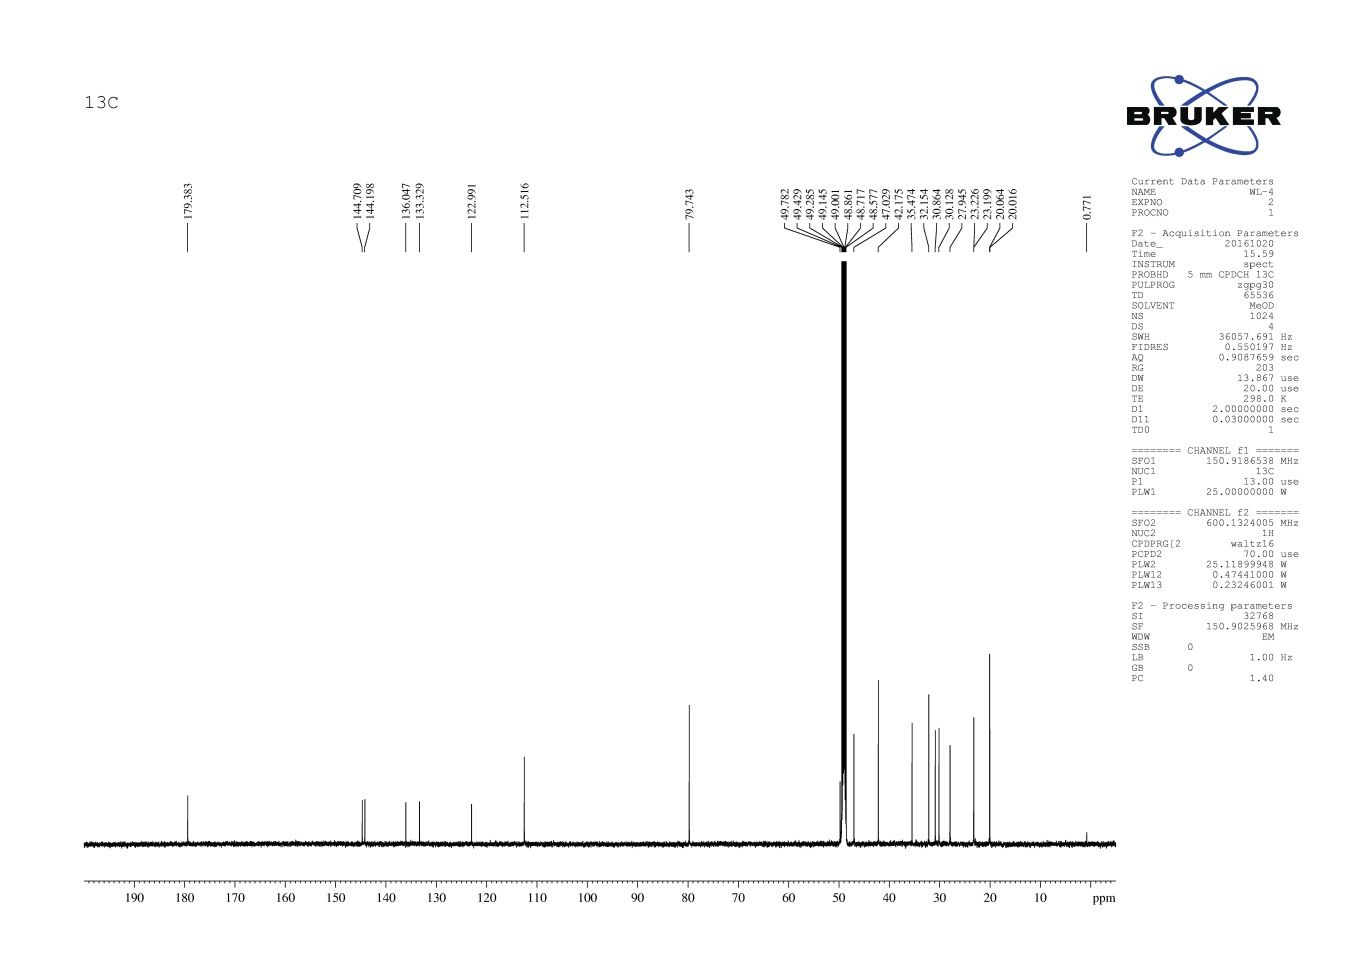 13C
BRUKER
179.383
144.709
144.198
136.047
133.329
122.991
112.516
79.743
49.782
49.429
49.285
49.145
49.001
48.861
48.717
48.577
47.029
42.175
35.474
32.154
30.864
30.128
27.945
23.226
23.199
20.064
20.016
0.771
Current Data Parameters
NAME WL-4
EXPNO 2
PROCNO 1
F2 - Acquisition Parameters
Date_ 20161020
Time 15.59
INSTRUM spect
PROBHD 5 mm CPDCH 13C
PULPROG zgpg30
TD 65536
SOLVENT MeOD
NS 1024
DS 4
SWH 36057.691 Hz
FIDRES 0.550197 Hz
AQ 0.9087659 sec
RG 203
DW 13.867 use
DE 20.00 use
TE 298.0 K
D1 2.00000000 sec
D11 0.03000000 sec
TD0 1
======== CHANNEL f1 =======
SFO1 150.9186538 MHz
NUC1 13C
P1 13.00 use
PLW1 25.00000000 W
======== CHANNEL f2 =======
SFO2 600.1324005 MHz
NUC2 1H
CPDPRG[2 waltz16
PCPD2 70.00 use
PLW2 25.11899948 W
PLW12 0.47441000 W
PLW13 0.23246001 W
F2 - Processing parameters
SI 32768
SF 150.9025968 MHz
WDW EM
SSB 0
LB 1.00 Hz
GB 0
PC 1.40
190 180 170 160 150 140 130 120 110 100 90 80 70 60 50 40 30 20 10 ppm